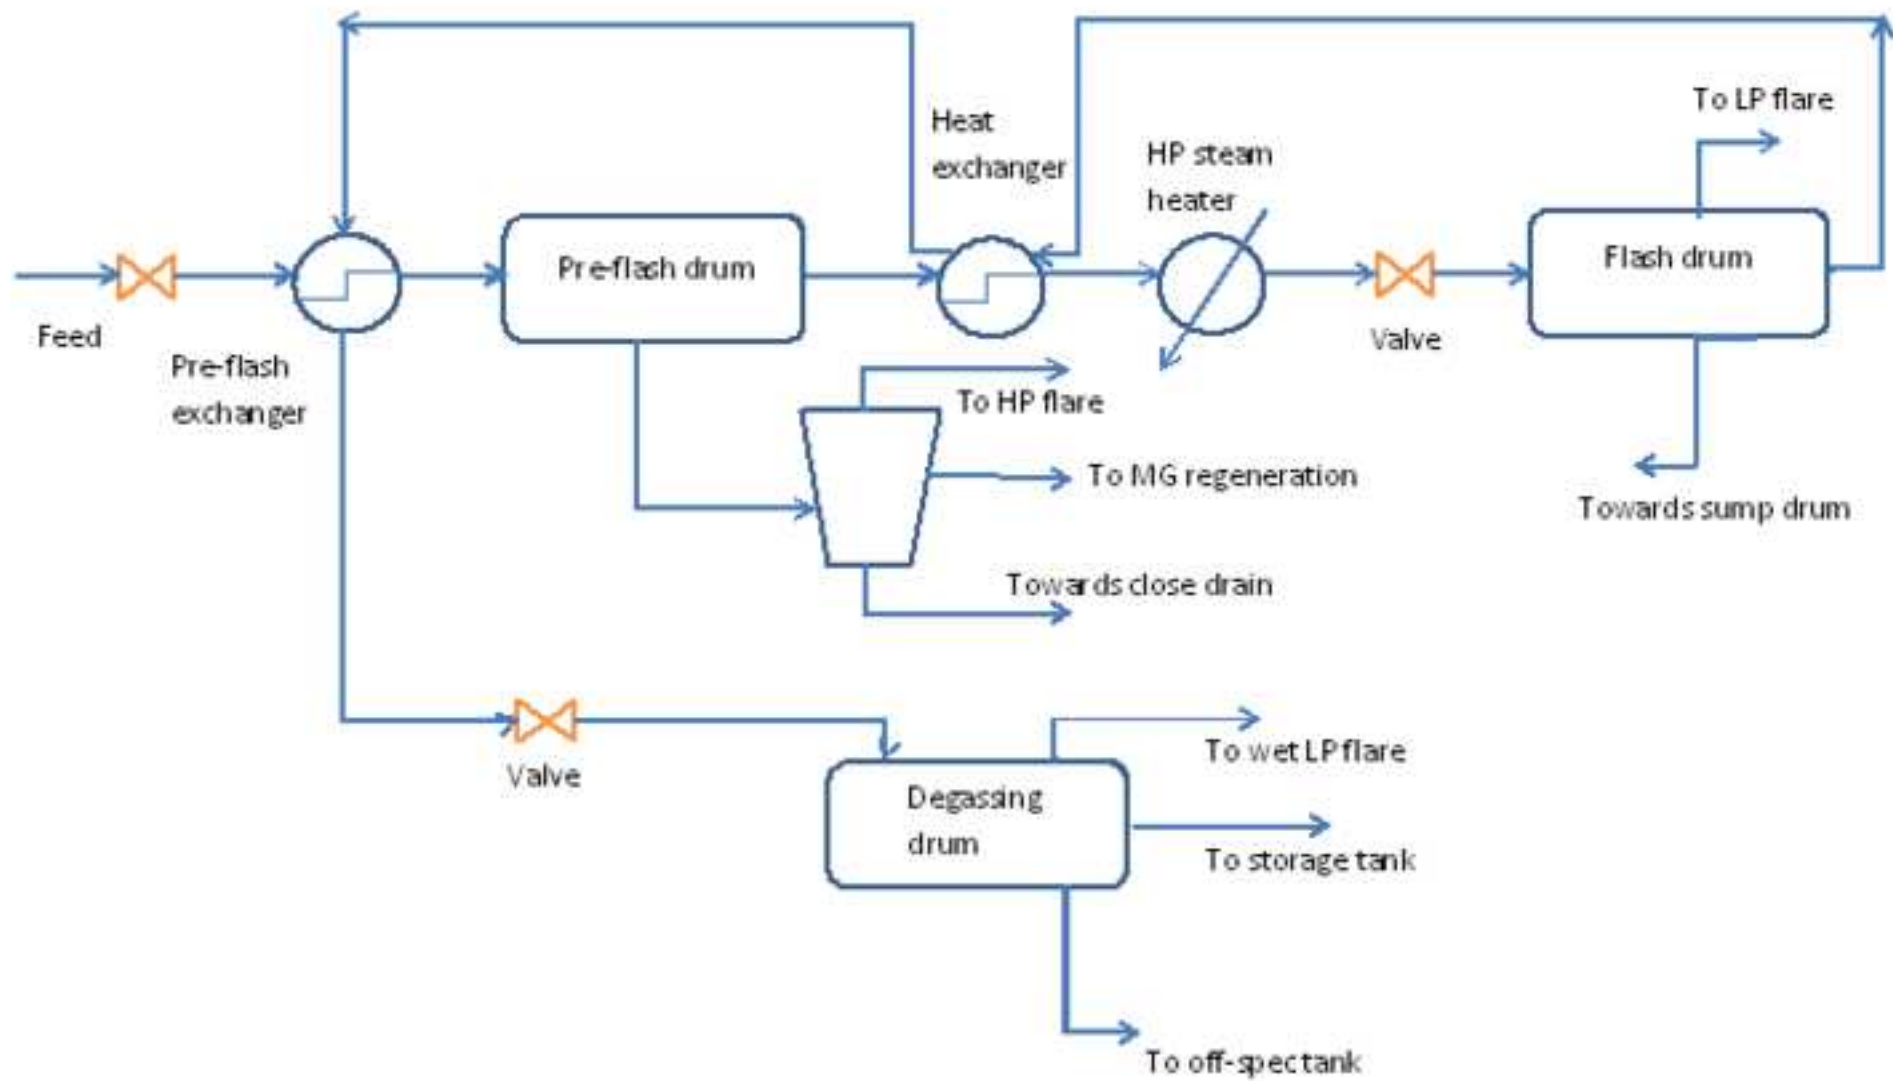 To LP flare
Heat
exchanger
HP steam
heater
Pre-flash drum
Flash drum
Feed
Valve
Pre-flash
exchanger
To HP flare
To MG regeneration
Towards sump drum
Towards close drain
To wet LP flare
Valve
Degassing
drum
To storage tank
To off-spec tank